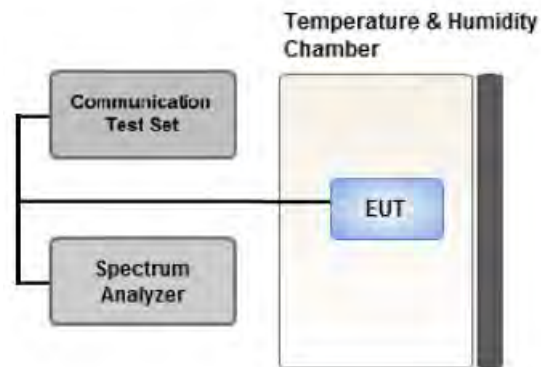 Temperature & Humidity
Chamber
Communication
Test Set
EUT
Spectrum
Analyzer